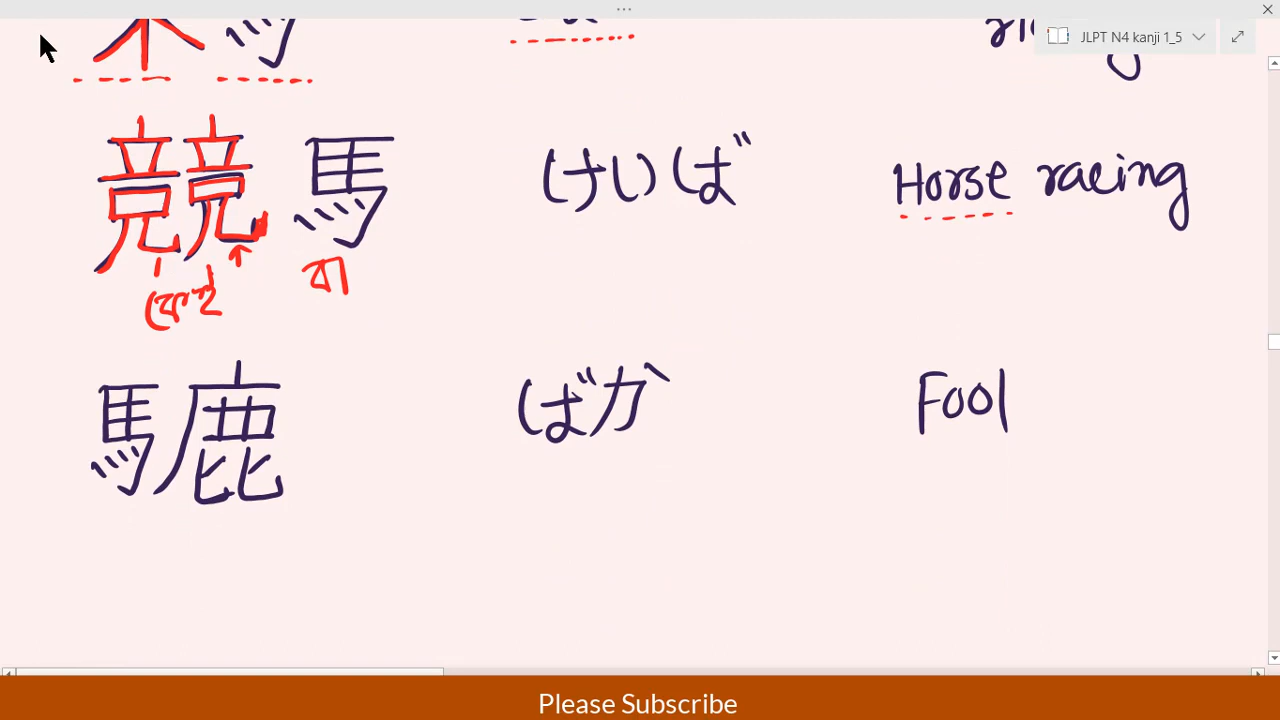 JLPT N4 kanji 1_5
競馬 けいば Horse racing
কেই বা
馬鹿 ばか Fool
Please Subscribe